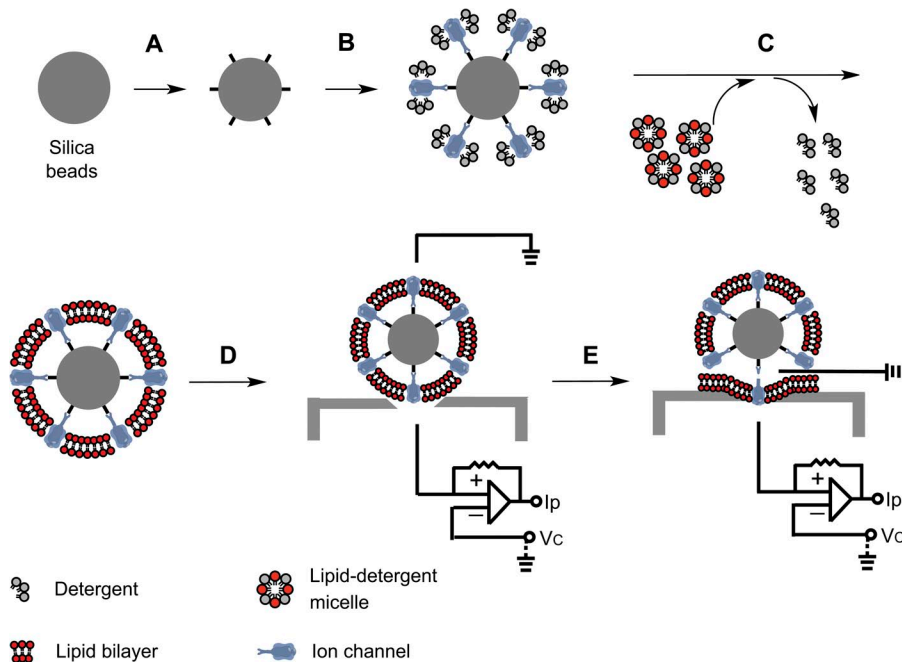 A
B
C
Silica
beads
D
E
+
−
Ip
Vc
+
−
Ip
Vc
Detergent
Lipid-detergent
micelle
Lipid bilayer
Ion channel